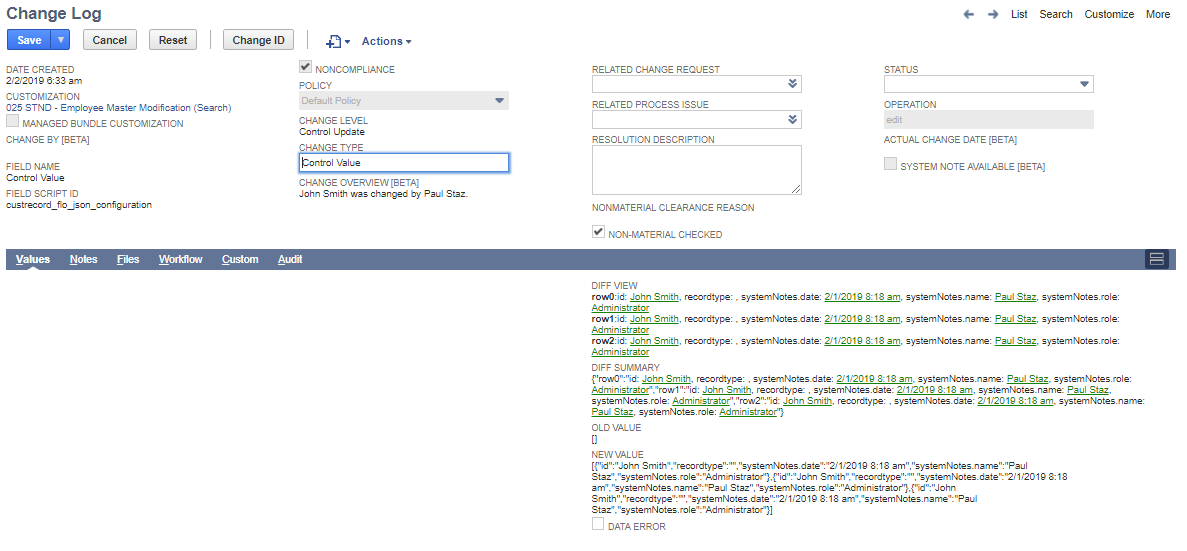 Change Log
List Search Customize More
Save Cancel Reset Change ID Actions
DATE CREATED
2/2/2019 6:33 am
CUSTOMIZATION
025 STND - Employee Master Modification (Search)
MANAGED BUNDLE CUSTOMIZATION
CHANGE BY [BETA]
FIELD NAME
Control Value
FIELD SCRIPT ID
custrecord_flo_json_configuration
NONCOMPLIANCE
POLICY
Default Policy
CHANGE LEVEL
Control Update
CHANGE TYPE
Control Value
CHANGE OVERVIEW [BETA]
John Smith was changed by Paul Staz.
RELATED CHANGE REQUEST
RELATED PROCESS ISSUE
RESOLUTION DESCRIPTION
NONMATERIAL CLEARANCE REASON
NON-MATERIAL CHECKED
STATUS
OPERATION
edit
ACTUAL CHANGE DATE [BETA]
SYSTEM NOTE AVAILABLE [BETA]
Values Notes Files Workflow Custom Audit
DIFF VIEW
row0:id: John Smith, recordtype: , systemNotes.date: 2/1/2019 8:18 am, systemNotes.name: Paul Staz, systemNotes.role:
Administrator
row1:id: John Smith, recordtype: , systemNotes.date: 2/1/2019 8:18 am, systemNotes.name: Paul Staz, systemNotes.role:
Administrator
row2:id: John Smith, recordtype: , systemNotes.date: 2/1/2019 8:18 am, systemNotes.name: Paul Staz, systemNotes.role:
Administrator
DIFF SUMMARY
{"row0":"id: John Smith, recordtype: , systemNotes.date: 2/1/2019 8:18 am, systemNotes.name: Paul Staz, systemNotes.role:
Administrator","row1":"id: John Smith, recordtype: , systemNotes.date: 2/1/2019 8:18 am, systemNotes.name: Paul Staz,
systemNotes.role: Administrator","row2":"id: John Smith, recordtype: , systemNotes.date: 2/1/2019 8:18 am, systemNotes.name:
Paul Staz, systemNotes.role: Administrator"}
OLD VALUE
[]
NEW VALUE
[{"id":"John Smith","recordtype":"","systemNotes.date":"2/1/2019 8:18 am","systemNotes.name":"Paul
Staz","systemNotes.role":"Administrator"},{"id":"John Smith","recordtype":"","systemNotes.date":"2/1/2019 8:18
am","systemNotes.name":"Paul Staz","systemNotes.role":"Administrator"},{"id":"John
Smith","recordtype":"","systemNotes.date":"2/1/2019 8:18 am","systemNotes.name":"Paul
Staz","systemNotes.role":"Administrator"}]
DATA ERROR